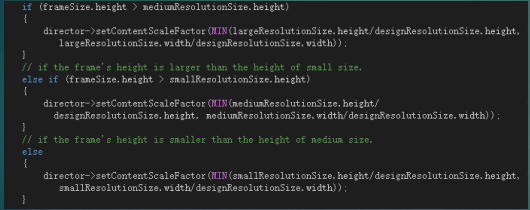 if (frameSize.height > mediumResolutionSize.height)
{
director->setContentScaleFactor(MIN(largeResolutionSize.height/designResolutionSize.height,
largeResolutionSize.width/designResolutionSize.width));
}
// if the frame's height is larger than the height of small size.
else if (frameSize.height > smallResolutionSize.height)
{
director->setContentScaleFactor(MIN(mediumResolutionSize.height/
designResolutionSize.height, mediumResolutionSize.width/designResolutionSize.width));
}
// if the frame's height is smaller than the height of medium size.
else
{
director->setContentScaleFactor(MIN(smallResolutionSize.height/designResolutionSize.height,
smallResolutionSize.width/designResolutionSize.width));
}